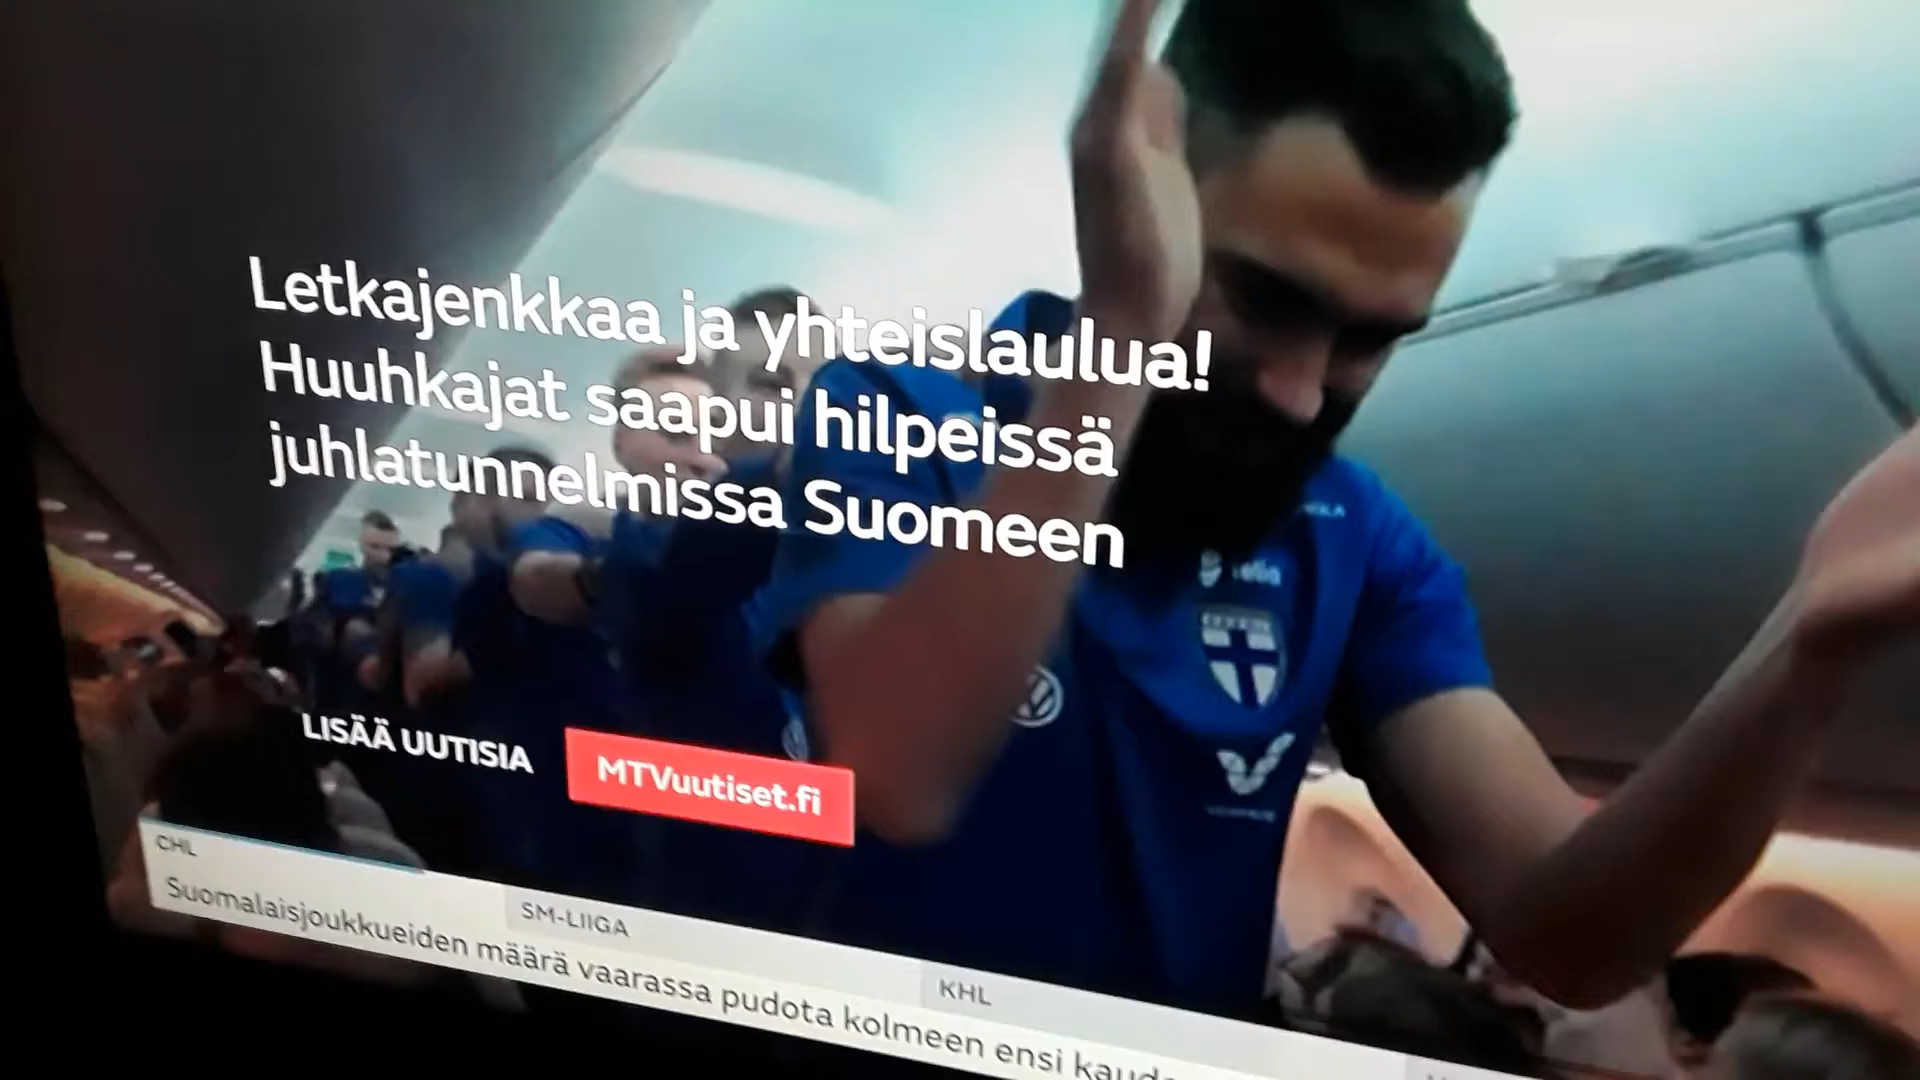 Letkajenkkaa ja yhteislaulua!
Huuhkajat saapui hilpeissä
juhlatunnelmissa Suomeen
LISÄÄ UUTISIA
MTVuutiset.fi
CHL
SM-LIIGA
KHL
Suomalaisjoukkueiden määrä vaarassa pudota kolmeen ensi